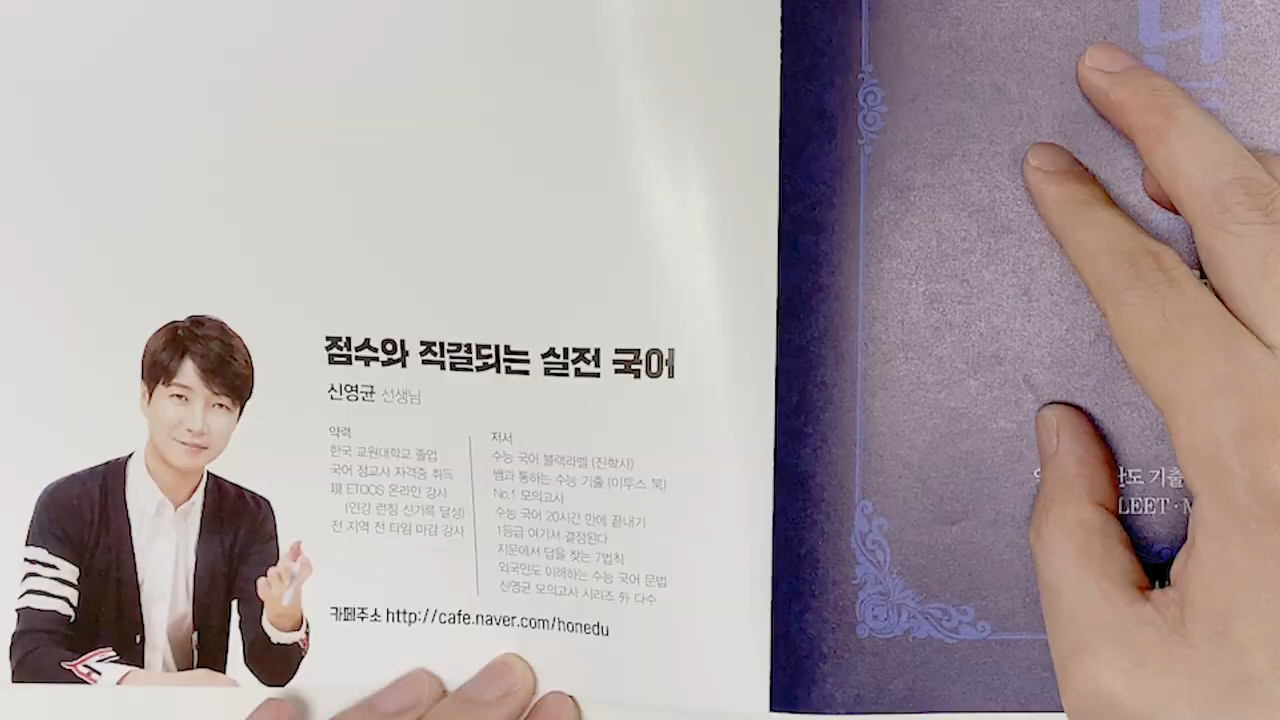 점수와 직결되는 실전 국어
신영균 선생님
약력
한국 교원대학교 졸업
국어 정교사 자격증 취득
現 ETOOS 온라인 강사
(인강 런칭 신기록 달성)
전 지역 전 타임 마감 강사
저서
수능 국어 블랙라벨 (진학사)
쌤과 통하는 수능 기출 (이투스 북)
No.1 모의고사
수능 국어 20시간 만에 끝내기
1등급 여기서 결정된다
지문에서 답을 찾는 7법칙
외국인도 이해하는 수능 국어 문법
신영균 모의고사 시리즈 外 다수
카페주소 http://cafe.naver.com/honedu
나
기출
LEET